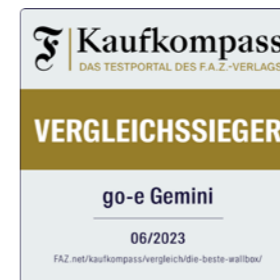 F Kaufkompass
DAS TESTPORTAL DES F.A.Z.-VERLAGS
VERGLEICHSSIEGER
go-e Gemini
06/2023
FAZ.net/kaufkompass/vergleich/die-beste-wallbox/